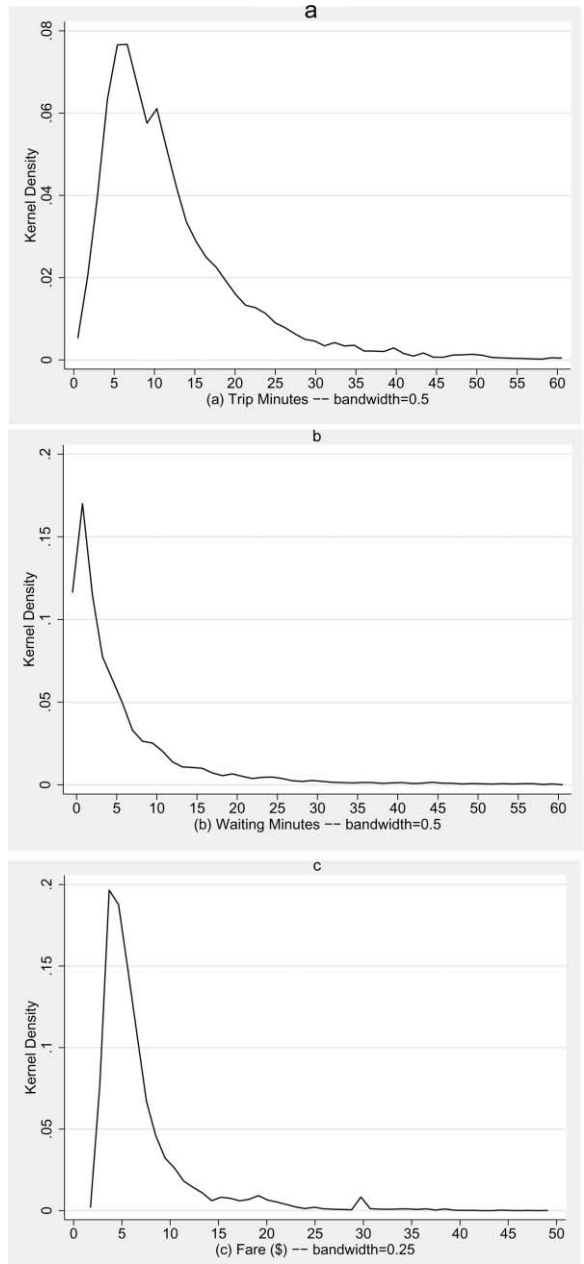 a
Kernel Density
.08
.06
.04
.02
0
0 5 10 15 20 25 30 35 40 45 50 55 60
(a) Trip Minutes −− bandwidth=0.5
b
Kernel Density
.2
.15
.1
.05
0
0 5 10 15 20 25 30 35 40 45 50 55 60
(b) Waiting Minutes −− bandwidth=0.5
c
Kernel Density
.2
.15
.1
.05
0
0 5 10 15 20 25 30 35 40 45 50
(c) Fare ($) −− bandwidth=0.25